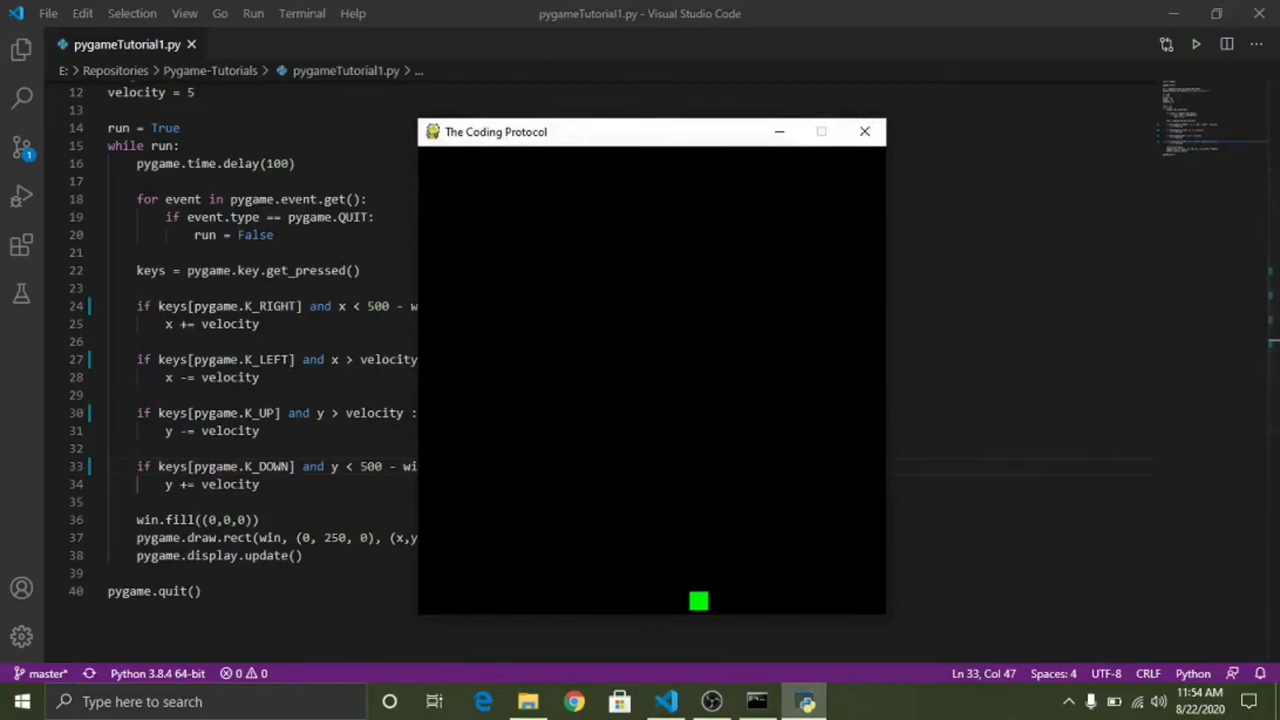 File Edit Selection View Go Run Terminal Help
pygameTutorial1.py - Visual Studio Code
pygameTutorial1.py
E: > Repositories > Pygame-Tutorials > pygameTutorial1.py > ...
12 velocity = 5
13
14 run = True
15 while run:
16 pygame.time.delay(100)
17
18 for event in pygame.event.get():
19 if event.type == pygame.QUIT:
20 run = False
21
22 keys = pygame.key.get_pressed()
23
24 if keys[pygame.K_RIGHT] and x < 500 - w
25 x += velocity
26
27 if keys[pygame.K_LEFT] and x > velocity
28 x -= velocity
29
30 if keys[pygame.K_UP] and y > velocity :
31 y -= velocity
32
33 if keys[pygame.K_DOWN] and y < 500 - wi
34 y += velocity
35
36 win.fill((0,0,0))
37 pygame.draw.rect(win, (0, 250, 0), (x,y
38 pygame.display.update()
39
40 pygame.quit()
The Coding Protocol
1
master* Python 3.8.4 64-bit 0 0
Ln 33, Col 47 Spaces: 4 UTF-8 CRLF Python
Type here to search
11:54 AM
8/22/2020